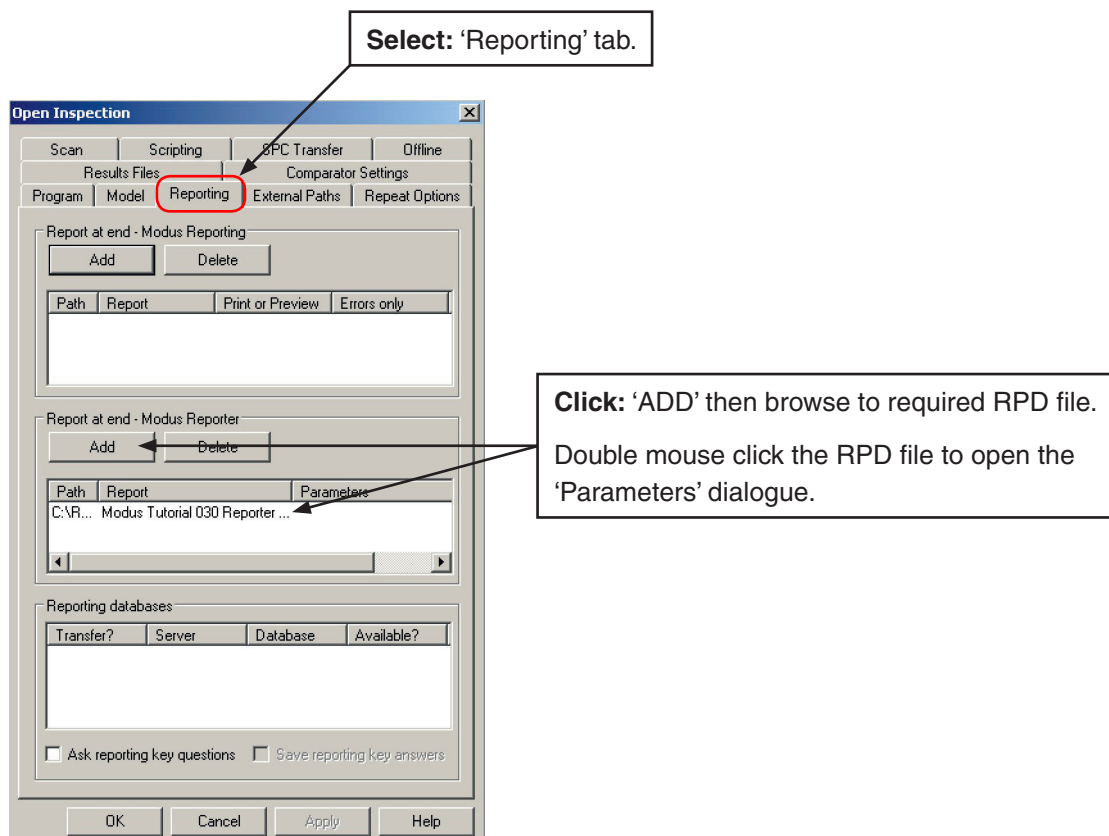 Select: ‘Reporting’ tab.
Open Inspection
Scan Scripting SPC Transfer Offline
Results Files Comparator Settings
Program Model Reporting External Paths Repeat Options
Report at end - Modus Reporting
Add Delete
Path Report Print or Preview Errors only
Report at end - Modus Reporter
Add Delete
Path Report Parameters
C:\R... Modus Tutorial 030 Reporter ...
Click: ‘ADD’ then browse to required RPD file.
Double mouse click the RPD file to open the
‘Parameters’ dialogue.
Reporting databases
Transfer? Server Database Available?
Ask reporting key questions Save reporting key answers
OK Cancel Apply Help